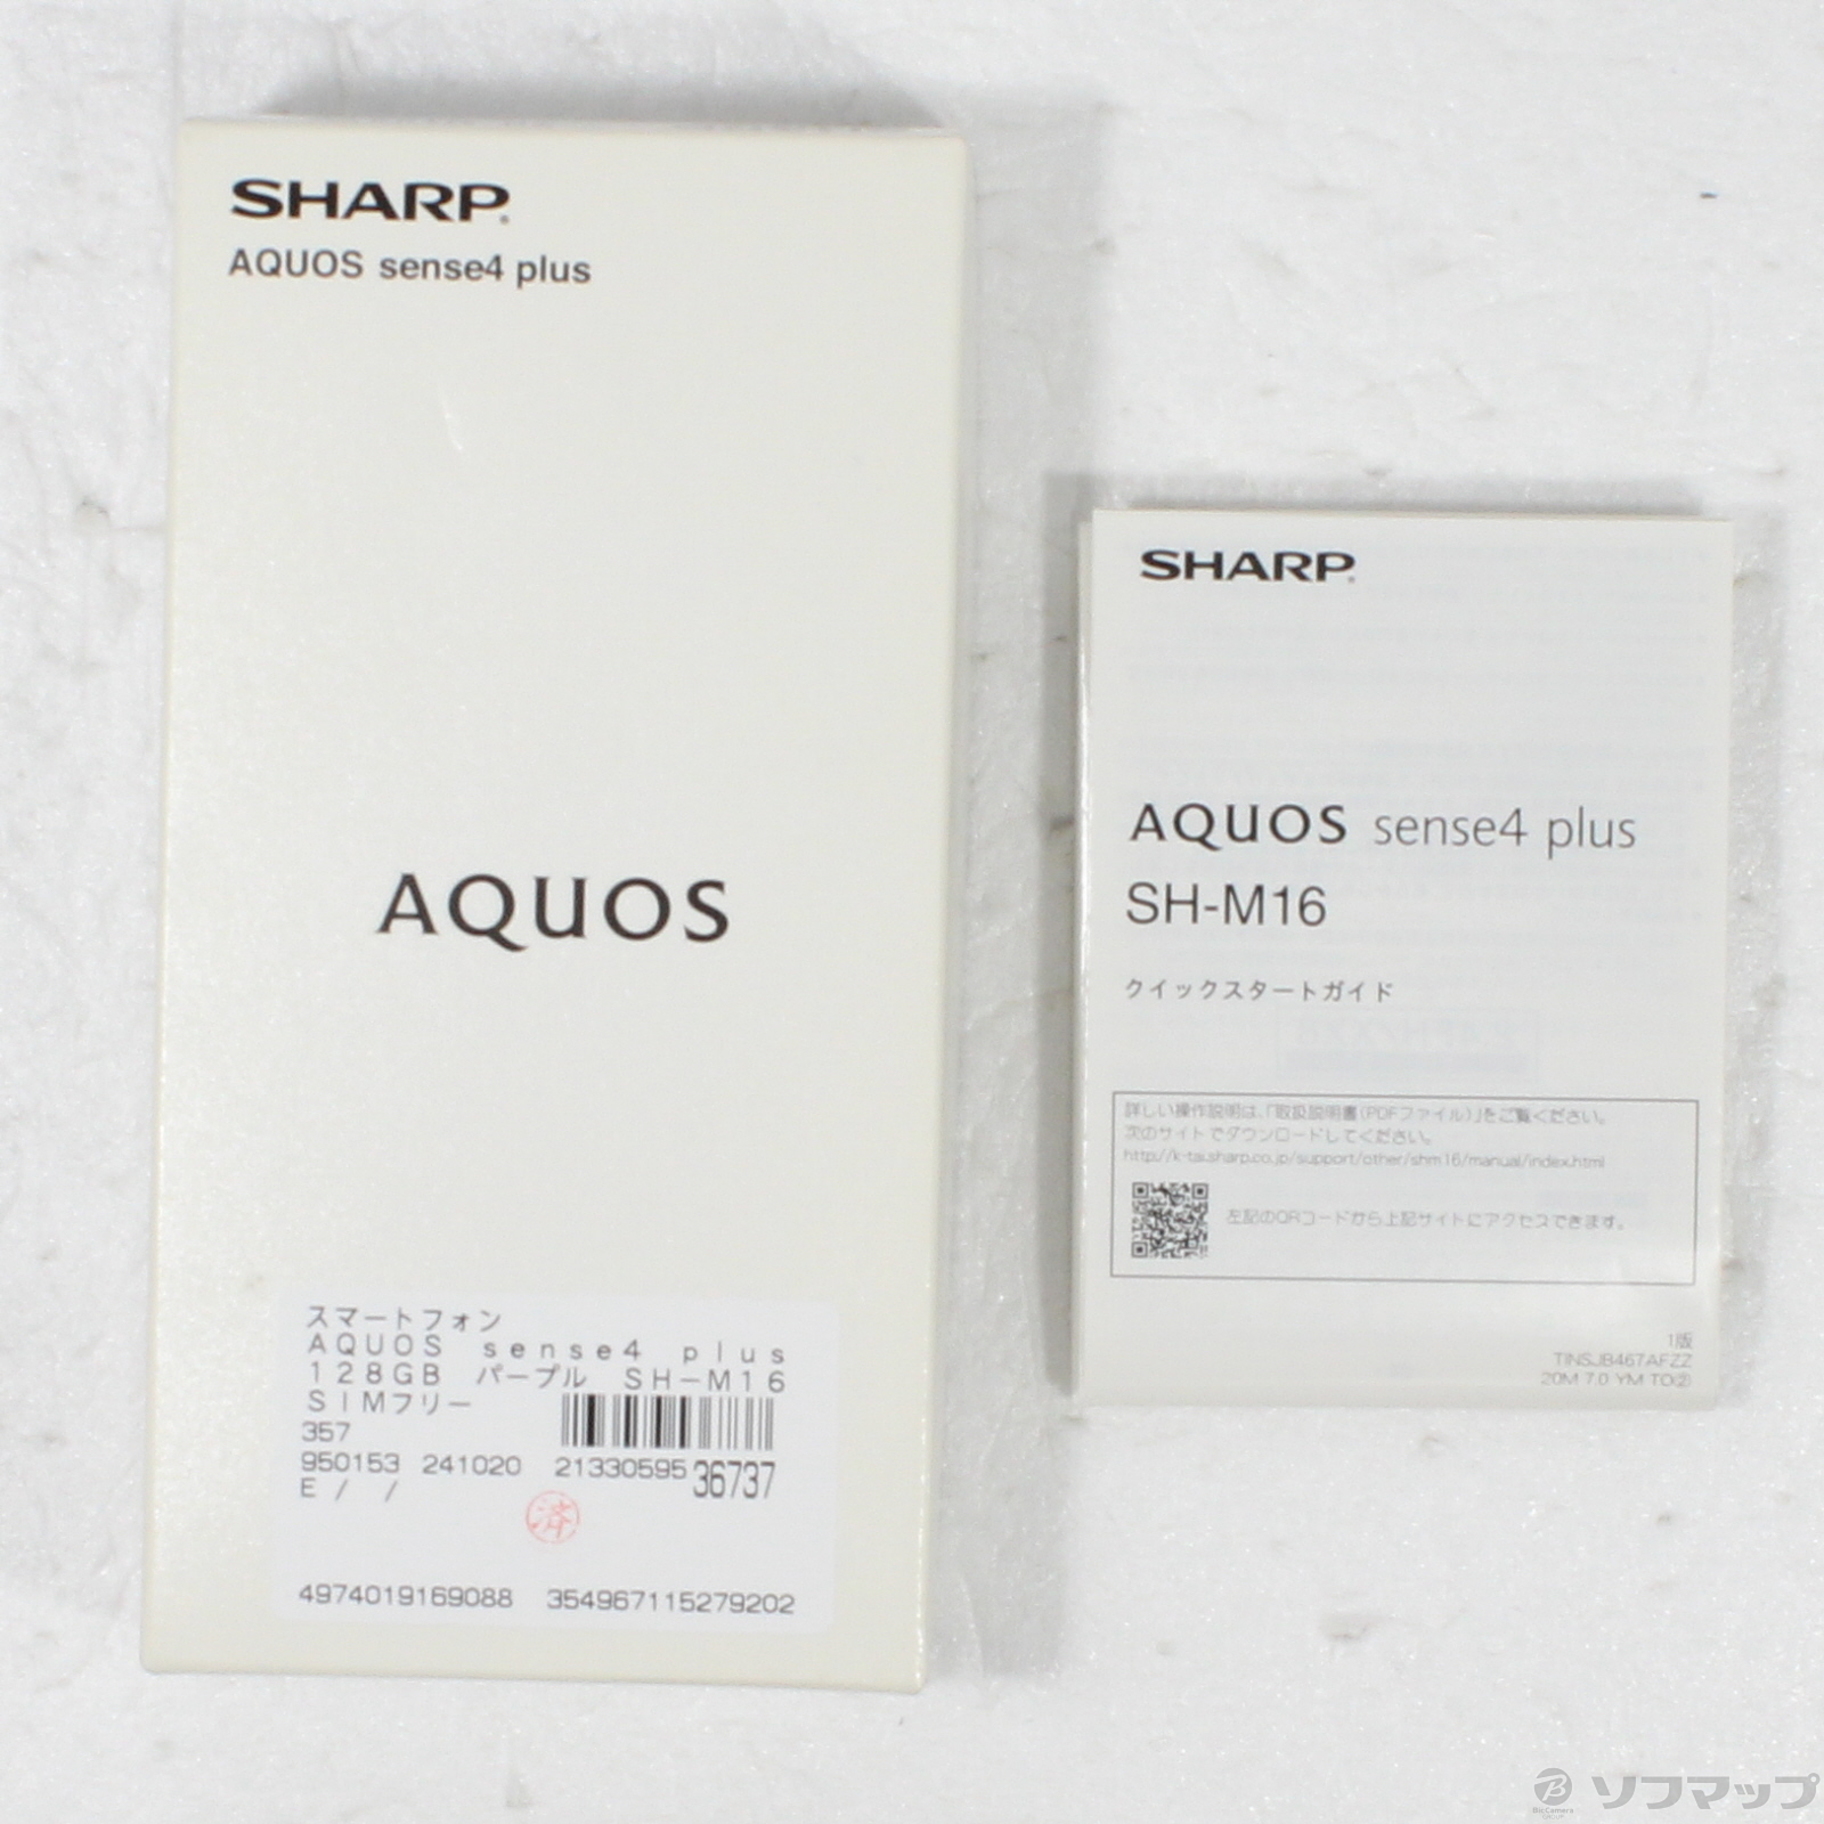 SHARP®
AQUOS sense4 plus
AQUOS
スマートフォン
AQUOS sense4 plus
128GB パープル SH-M16
SIMフリー
357
950153 241020 21330595 36737
E / /
済
4974019169088 354967115279202
SHARP®
AQUOS sense4 plus
SH-M16
クイックスタートガイド
詳しい操作説明は、「取扱説明書(PDFファイル)」をご覧ください。
次のサイトでダウンロードしてください。
http://k-tai.sharp.co.jp/support/other/shm16/manual/index.html
左記のQRコードから上記サイトにアクセスできます。
1版
TINSJB467AFZZ
20M 7.0 YM TO②
BicCamera
GROUP
ソフマップ